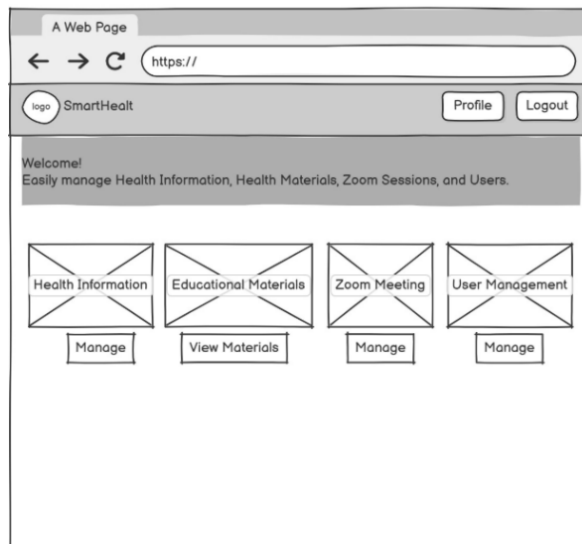 A Web Page
https://
logo SmartHealt Profile Logout
Welcome!
Easily manage Health Information, Health Materials, Zoom Sessions, and Users.
Health Information Educational Materials Zoom Meeting User Management
Manage View Materials Manage Manage